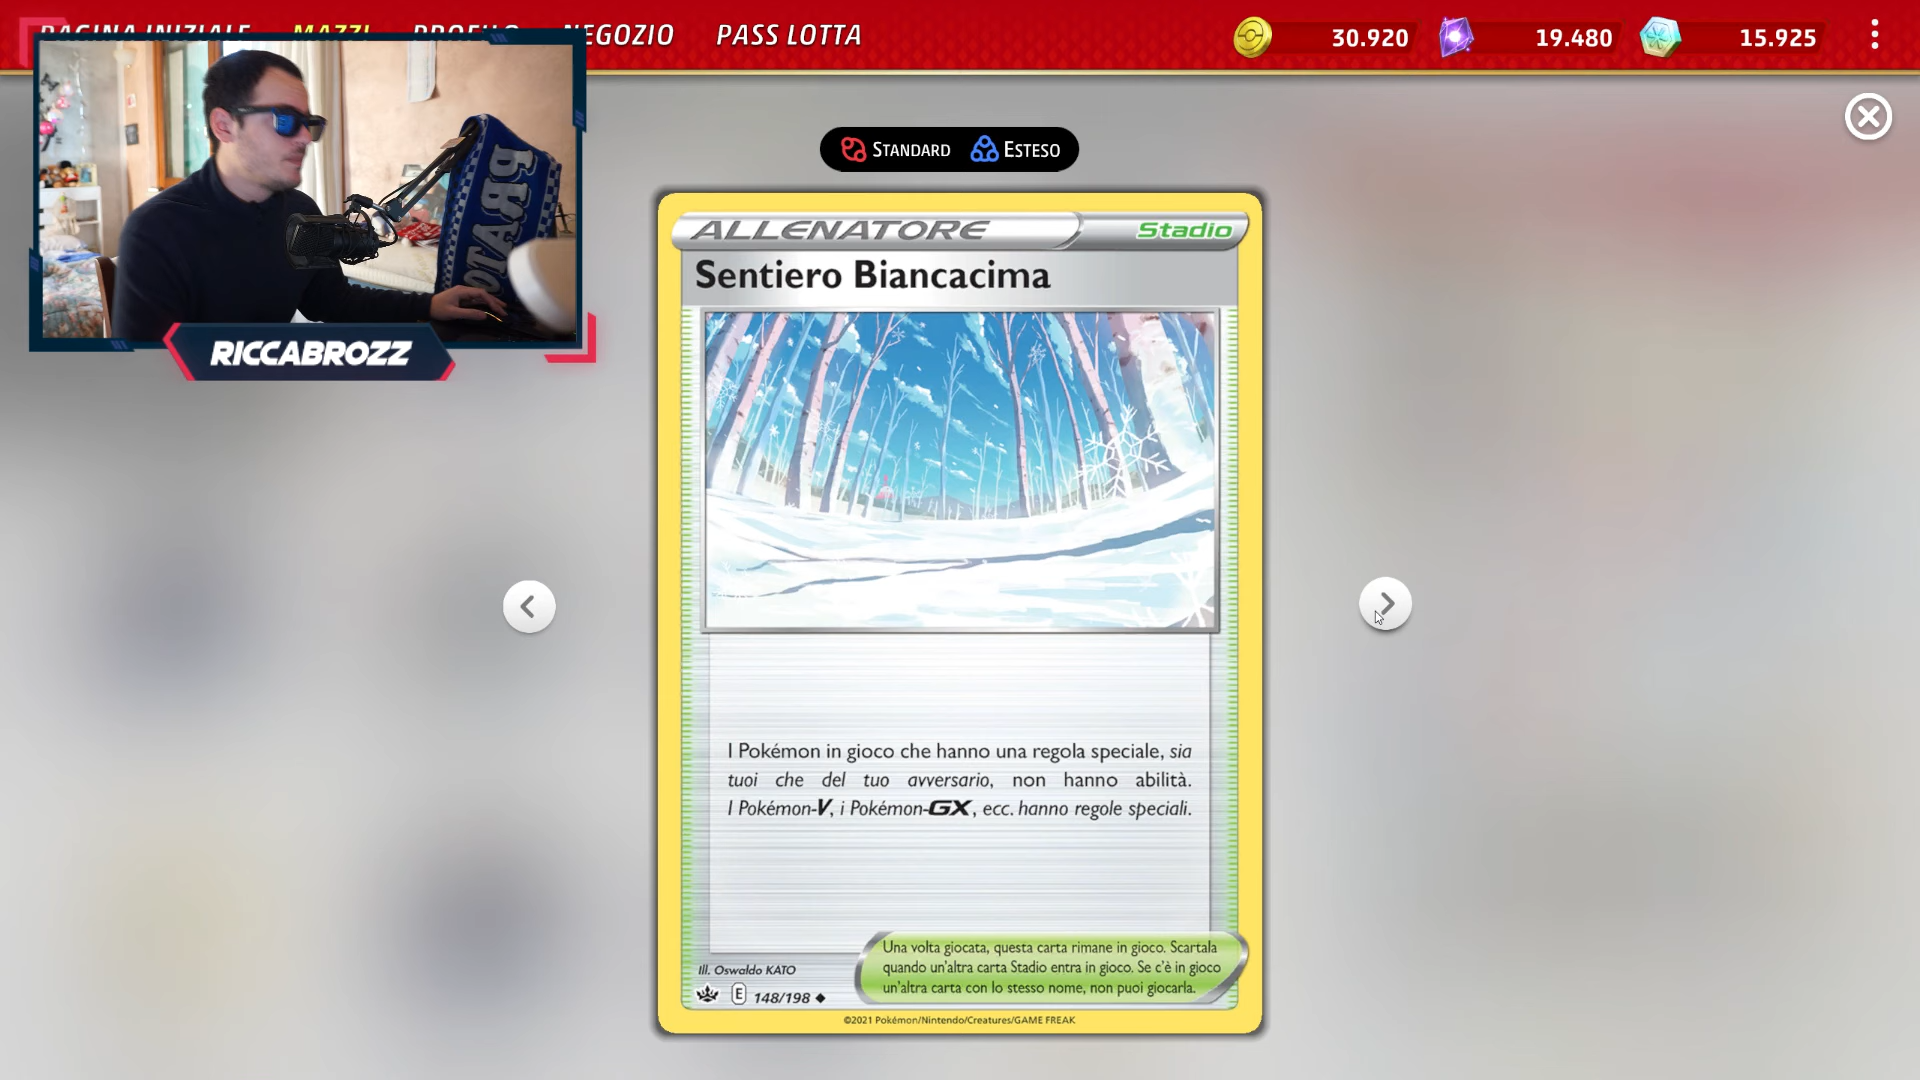 PAGINA INIZIALE MAZZI PROFILO NEGOZIO PASS LOTTA
30.920 19.480 15.925
STANDARD ESTESO
ALLENATORE Stadio
Sentiero Biancacima
I Pokémon in gioco che hanno una regola speciale, sia
tuoi che del tuo avversario, non hanno abilità.
I Pokémon-V, i Pokémon-GX, ecc. hanno regole speciali.
Una volta giocata, questa carta rimane in gioco. Scartala
quando un'altra carta Stadio entra in gioco. Se c'è in gioco
un'altra carta con lo stesso nome, non puoi giocarla.
Ill. Oswaldo KATO
E 148/198
©2021 Pokémon/Nintendo/Creatures/GAME FREAK
RICCABROZZ